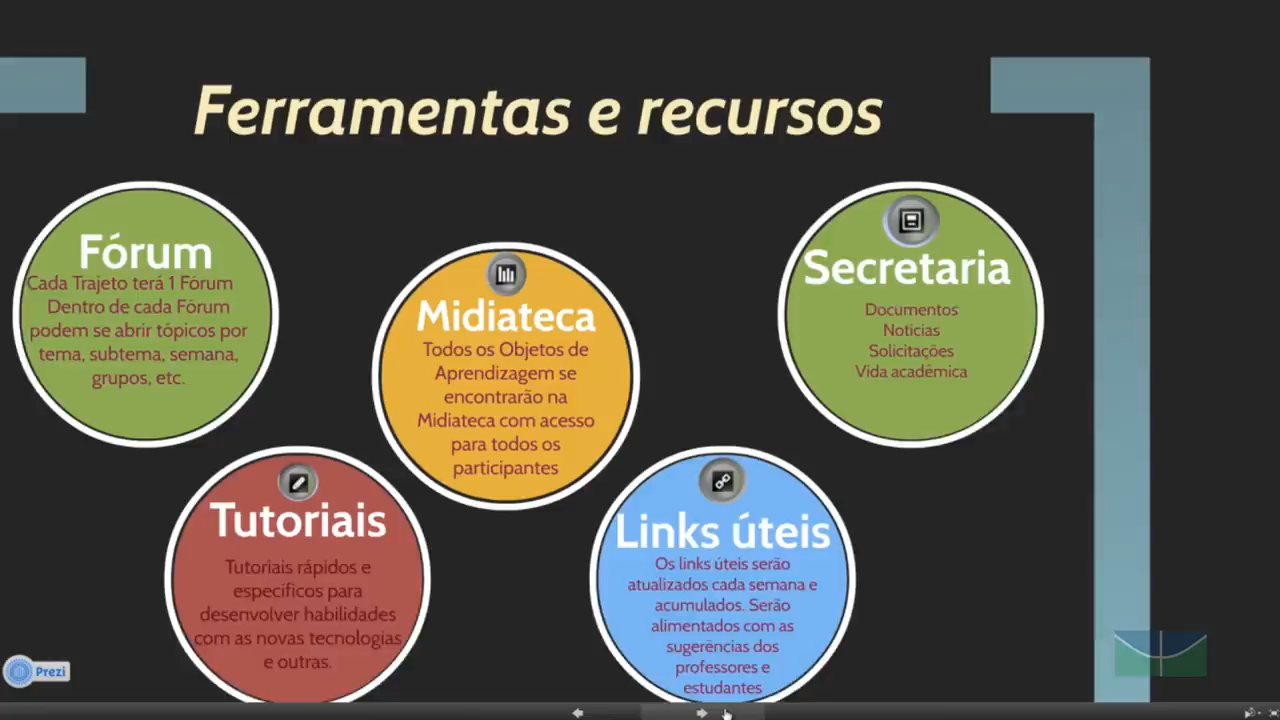 Ferramentas e recursos
Fórum
Cada Trajeto terá 1 Fórum
Dentro de cada Fórum
podem se abrir tópicos por
tema, subtema, semana,
grupos, etc.
Midiateca
Todos os Objetos de
Aprendizagem se
encontrarão na
Midiateca com acesso
para todos os
participantes
Secretaria
Documentos
Notícias
Solicitações
Vida acadêmica
Tutoriais
Tutoriais rápidos e
específicos para
desenvolver habilidades
com as novas tecnologias
e outras.
Links úteis
Os links úteis serão
atualizados cada semana e
acumulados. Serão
alimentados com as
sugerências dos
professores e
estudantes
Prezi